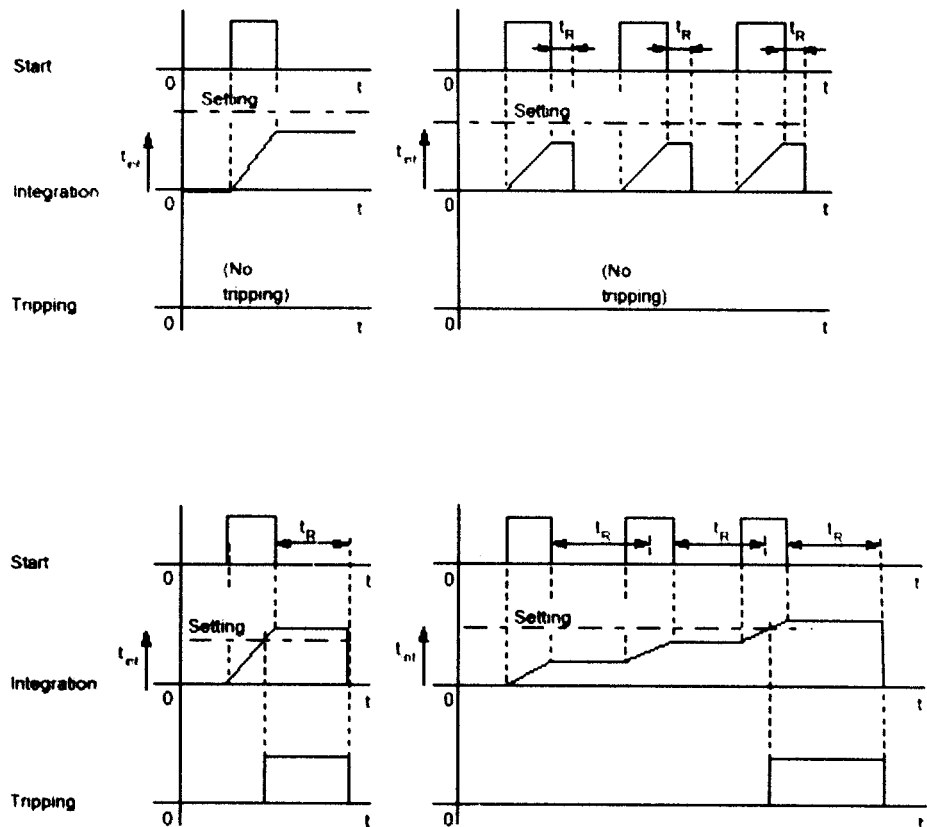 t_R t_R t_R
Start
0 t 0 t
Setting Setting
t_int t_int
Integration
0 t 0 t
(No
tripping)
(No
tripping)
Tripping
0 t 0 t
t_R t_R t_R t_R
Start
0 t 0 t
Setting Setting
t_int t_int
Integration
0 t 0 t
Tripping
0 t 0 t